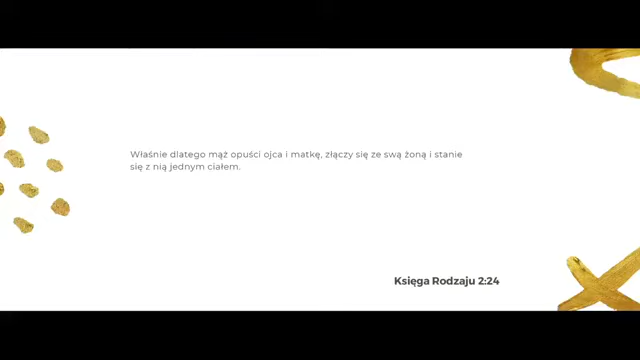 Właśnie dlatego mąż opuści ojca i matkę, złączy się ze swą żoną i stanie
się z nią jednym ciałem.
Księga Rodzaju 2:24